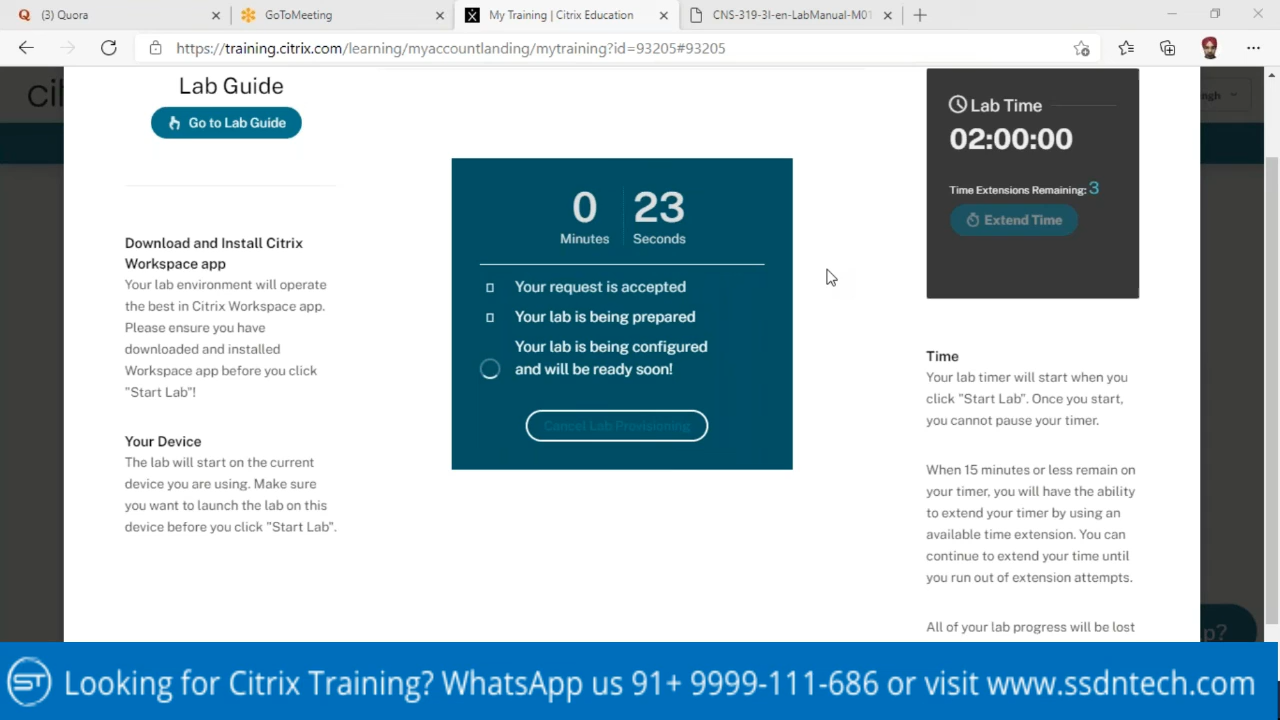 (3) Quora
GoToMeeting
My Training | Citrix Education
CNS-319-3I-en-LabManual-M01
https://training.citrix.com/learning/myaccountlanding/mytraining?id=93205#93205
Lab Guide
Go to Lab Guide
Download and Install Citrix
Workspace app
Your lab environment will operate
the best in Citrix Workspace app.
Please ensure you have
downloaded and installed
Workspace app before you click
"Start Lab"!
Your Device
The lab will start on the current
device you are using. Make sure
you want to launch the lab on this
device before you click "Start Lab".
0 23
Minutes Seconds
Your request is accepted
Your lab is being prepared
Your lab is being configured
and will be ready soon!
Cancel Lab Provisioning
Lab Time
02:00:00
Time Extensions Remaining: 3
Extend Time
Time
Your lab timer will start when you
click "Start Lab". Once you start,
you cannot pause your timer.
When 15 minutes or less remain on
your timer, you will have the ability
to extend your timer by using an
available time extension. You can
continue to extend your time until
you run out of extension attempts.
All of your lab progress will be lost
p?
ST Looking for Citrix Training? WhatsApp us 91+ 9999-111-686 or visit www.ssdntech.com